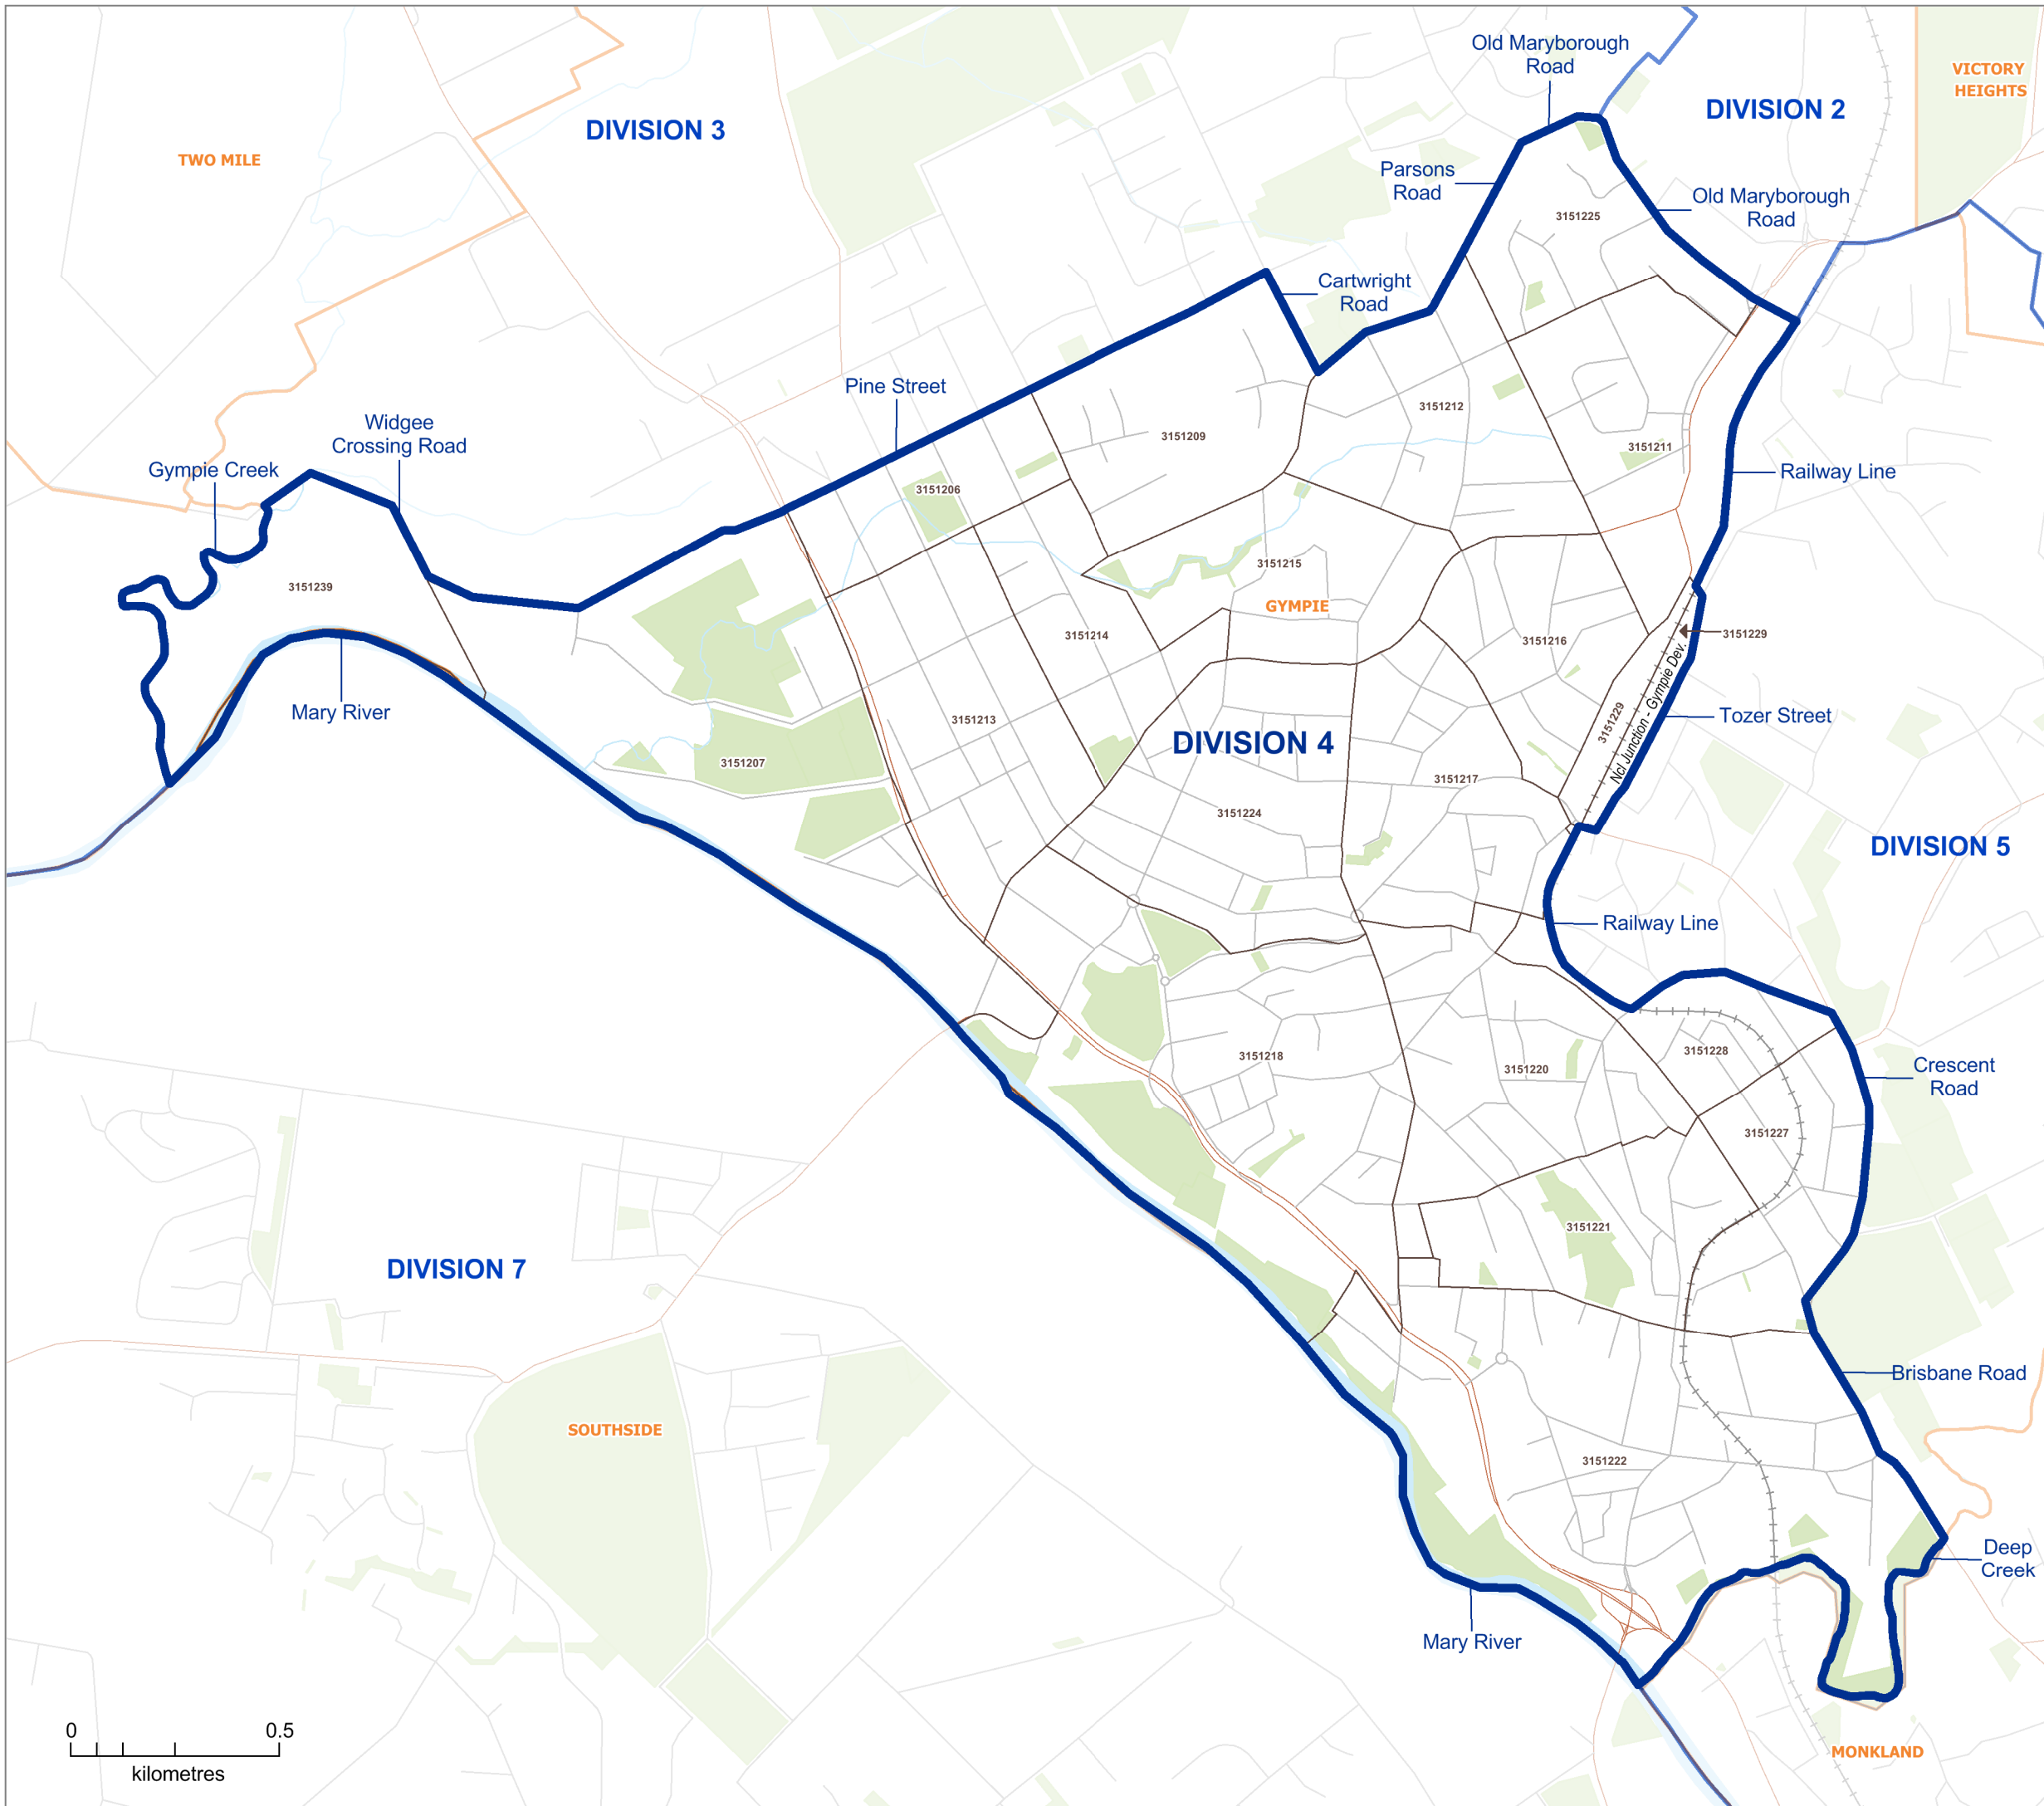 Old Maryborough
Road
VICTORY
HEIGHTS
DIVISION 2
DIVISION 3
TWO MILE
Parsons
Road
Old Maryborough
Road
3151225
Cartwright
Road
Pine Street
Widgee
Crossing Road
3151212
3151209
3151211
Gympie Creek
Railway Line
3151206
3151215
3151239
GYMPIE
3151214
3151216
3151229
Mary River
3151213
Tozer Street
3151229
Ncl Junction - Gympie Dev.
DIVISION 4
3151207
3151217
3151224
DIVISION 5
Railway Line
3151218
3151228
3151220
Crescent
Road
3151227
3151221
DIVISION 7
Brisbane Road
SOUTHSIDE
3151222
Deep
Creek
Mary River
0 0.5
kilometres
MONKLAND